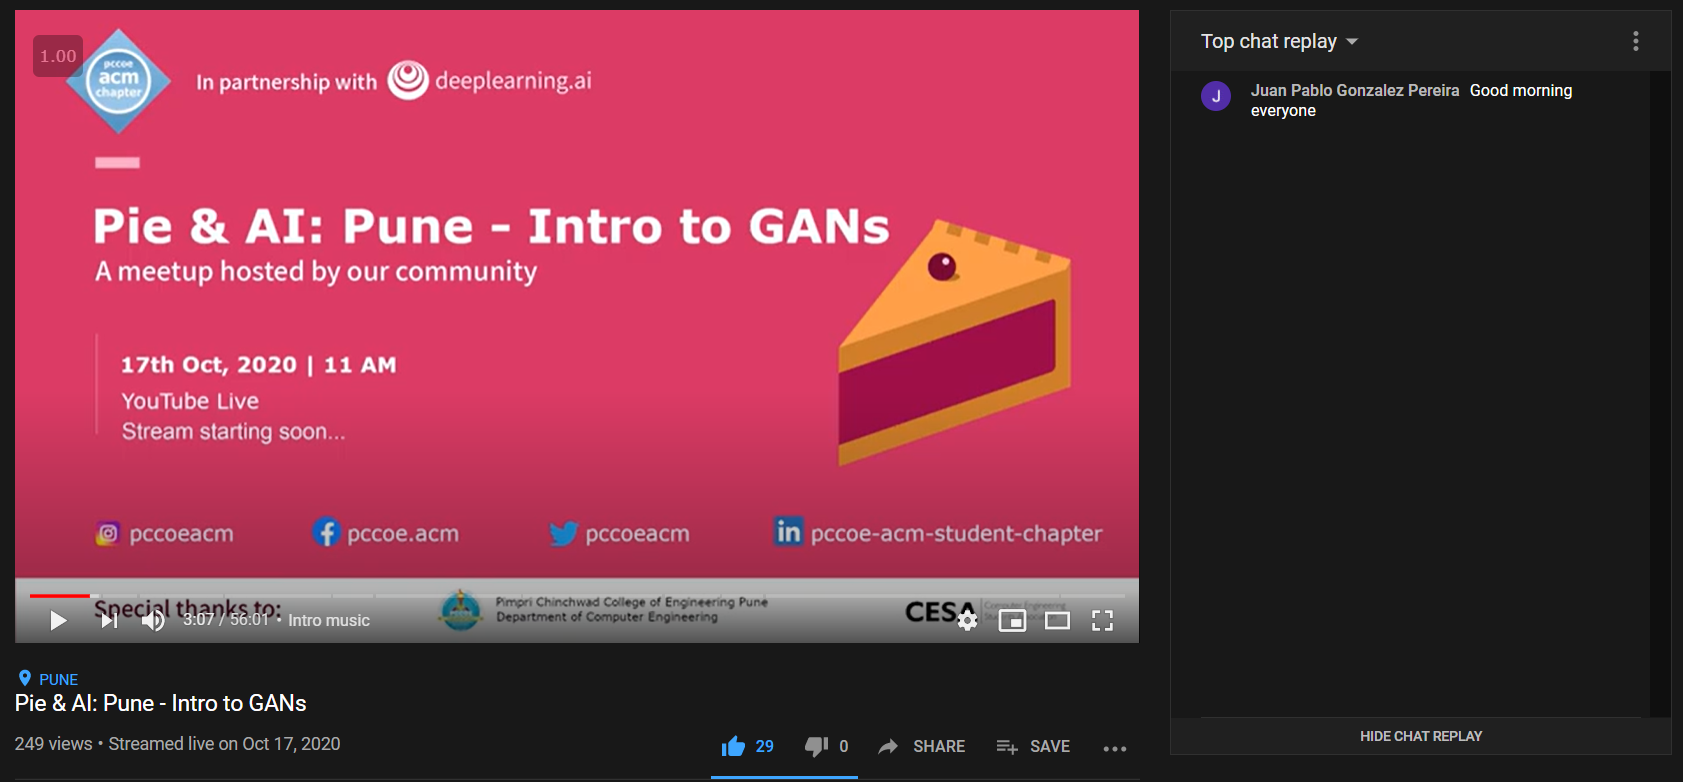 1.00
pccoe
acm
chapter
In partnership with deeplearning.ai
Pie & AI: Pune - Intro to GANs
A meetup hosted by our community
17th Oct, 2020 | 11 AM
YouTube Live
Stream starting soon...
pccoeacm
pccoe.acm
pccoeacm
in pccoe-acm-student-chapter
Special thanks to:
Pimpri Chinchwad College of Engineering Pune
Department of Computer Engineering
CESA
Computer Engineering
3:07 / 56:01 • Intro music
PUNE
Pie & AI: Pune - Intro to GANs
249 views • Streamed live on Oct 17, 2020
29
0
SHARE
SAVE
Top chat replay
J
Juan Pablo Gonzalez Pereira Good morning
everyone
HIDE CHAT REPLAY